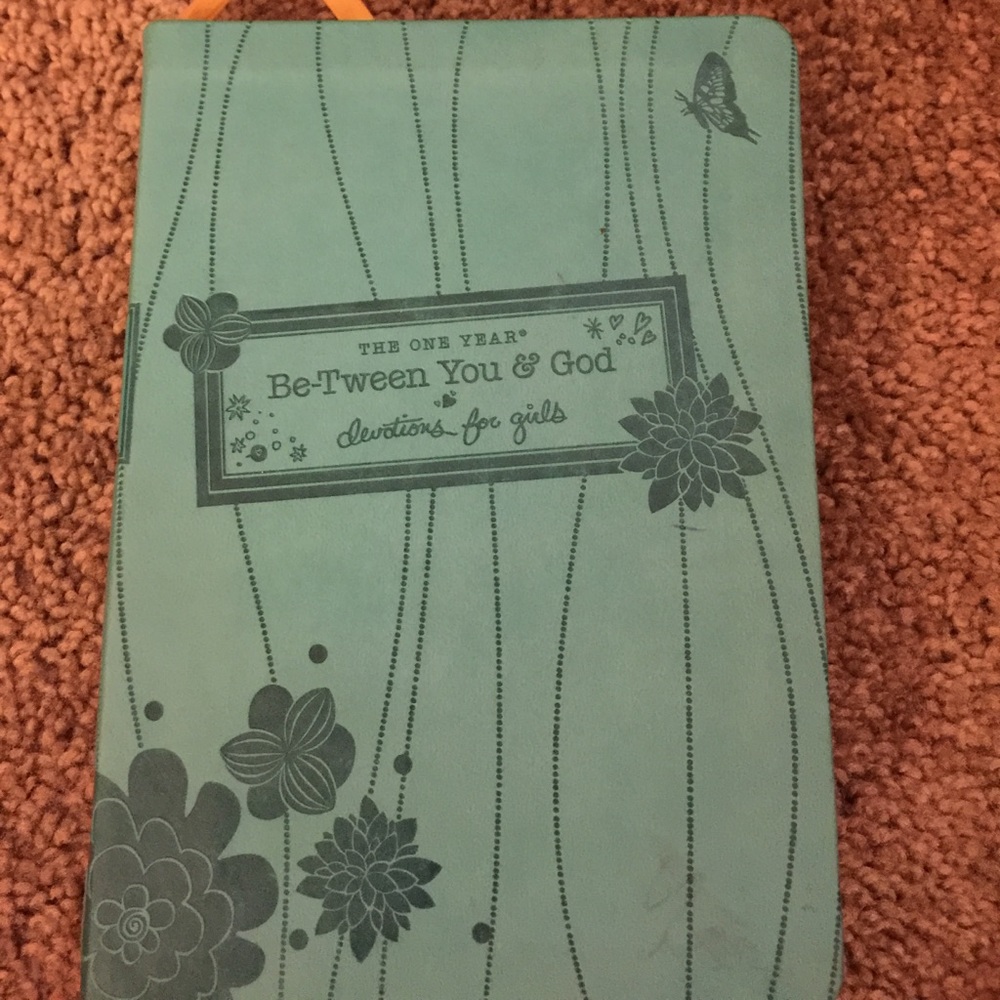 THE ONE YEAR®
Be-Tween You & God
devotions for girls